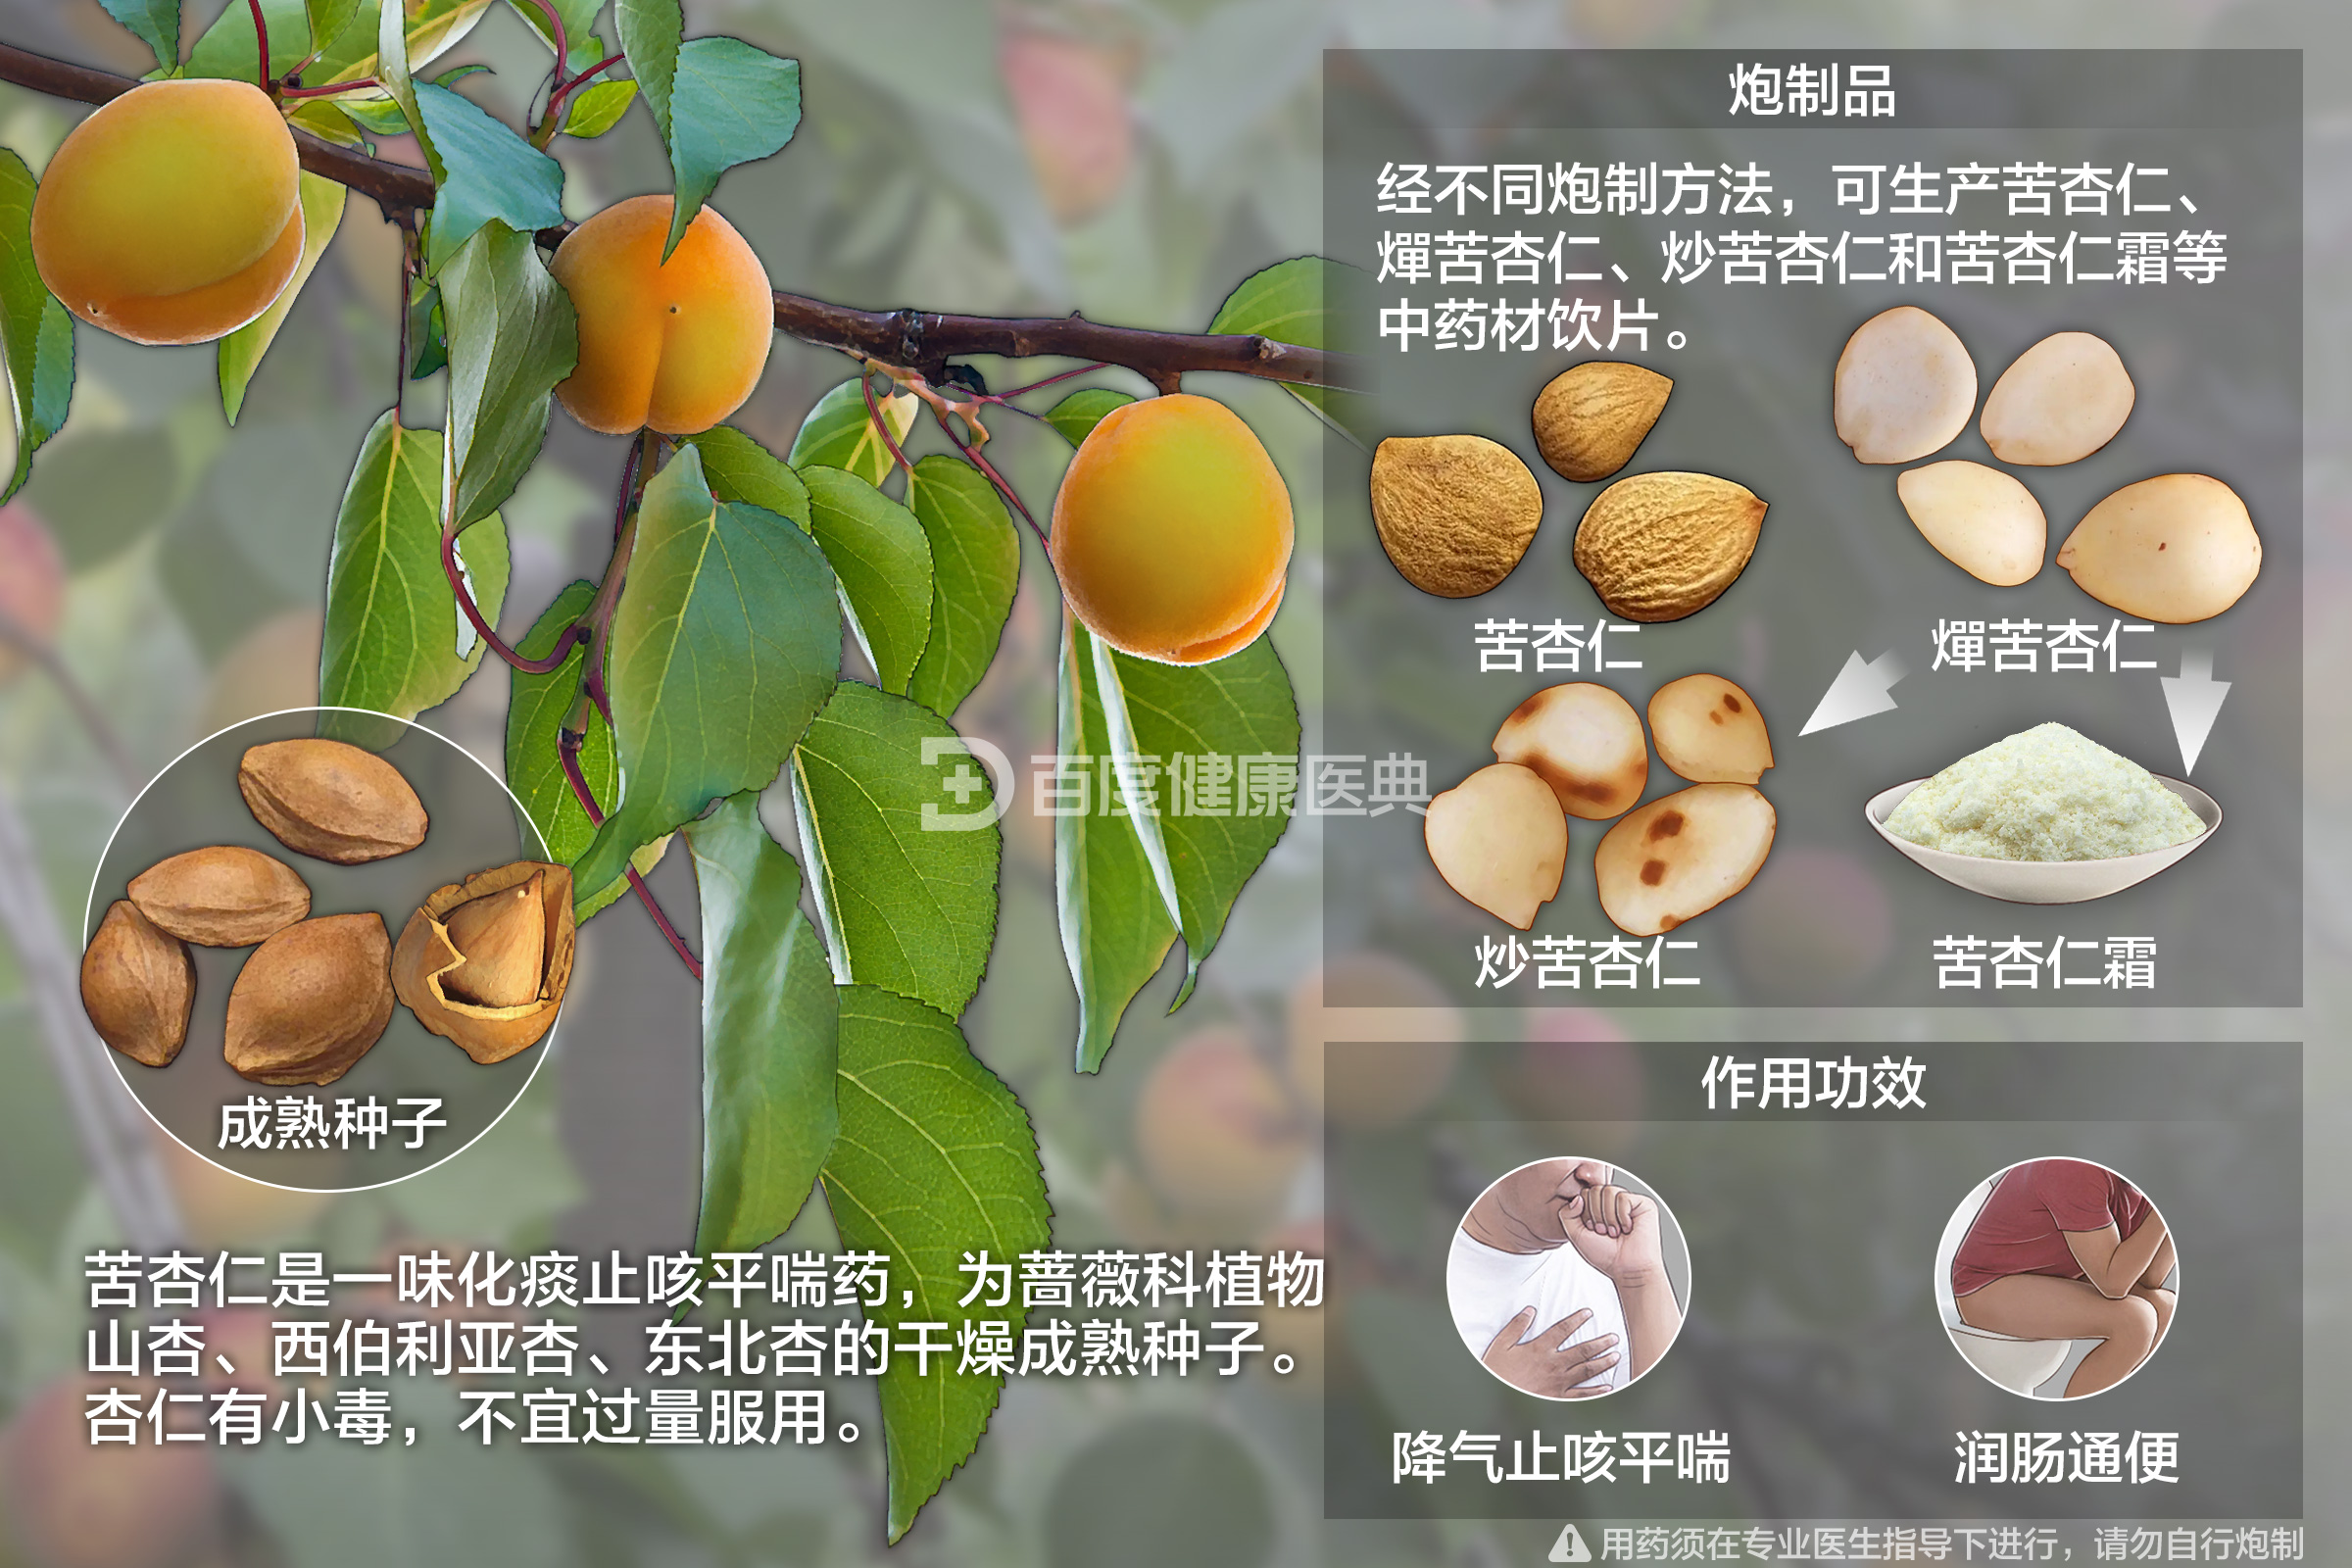 炮制品
经不同炮制方法，可生产苦杏仁、
燀苦杏仁、炒苦杏仁和苦杏仁霜等
中药材饮片。
苦杏仁
燀苦杏仁
炒苦杏仁
苦杏仁霜
百度健康医典
成熟种子
苦杏仁是一味化痰止咳平喘药，为蔷薇科植物
山杏、西伯利亚杏、东北杏的干燥成熟种子。
杏仁有小毒，不宜过量服用。
作用功效
降气止咳平喘
润肠通便
用药须在专业医生指导下进行，请勿自行炮制